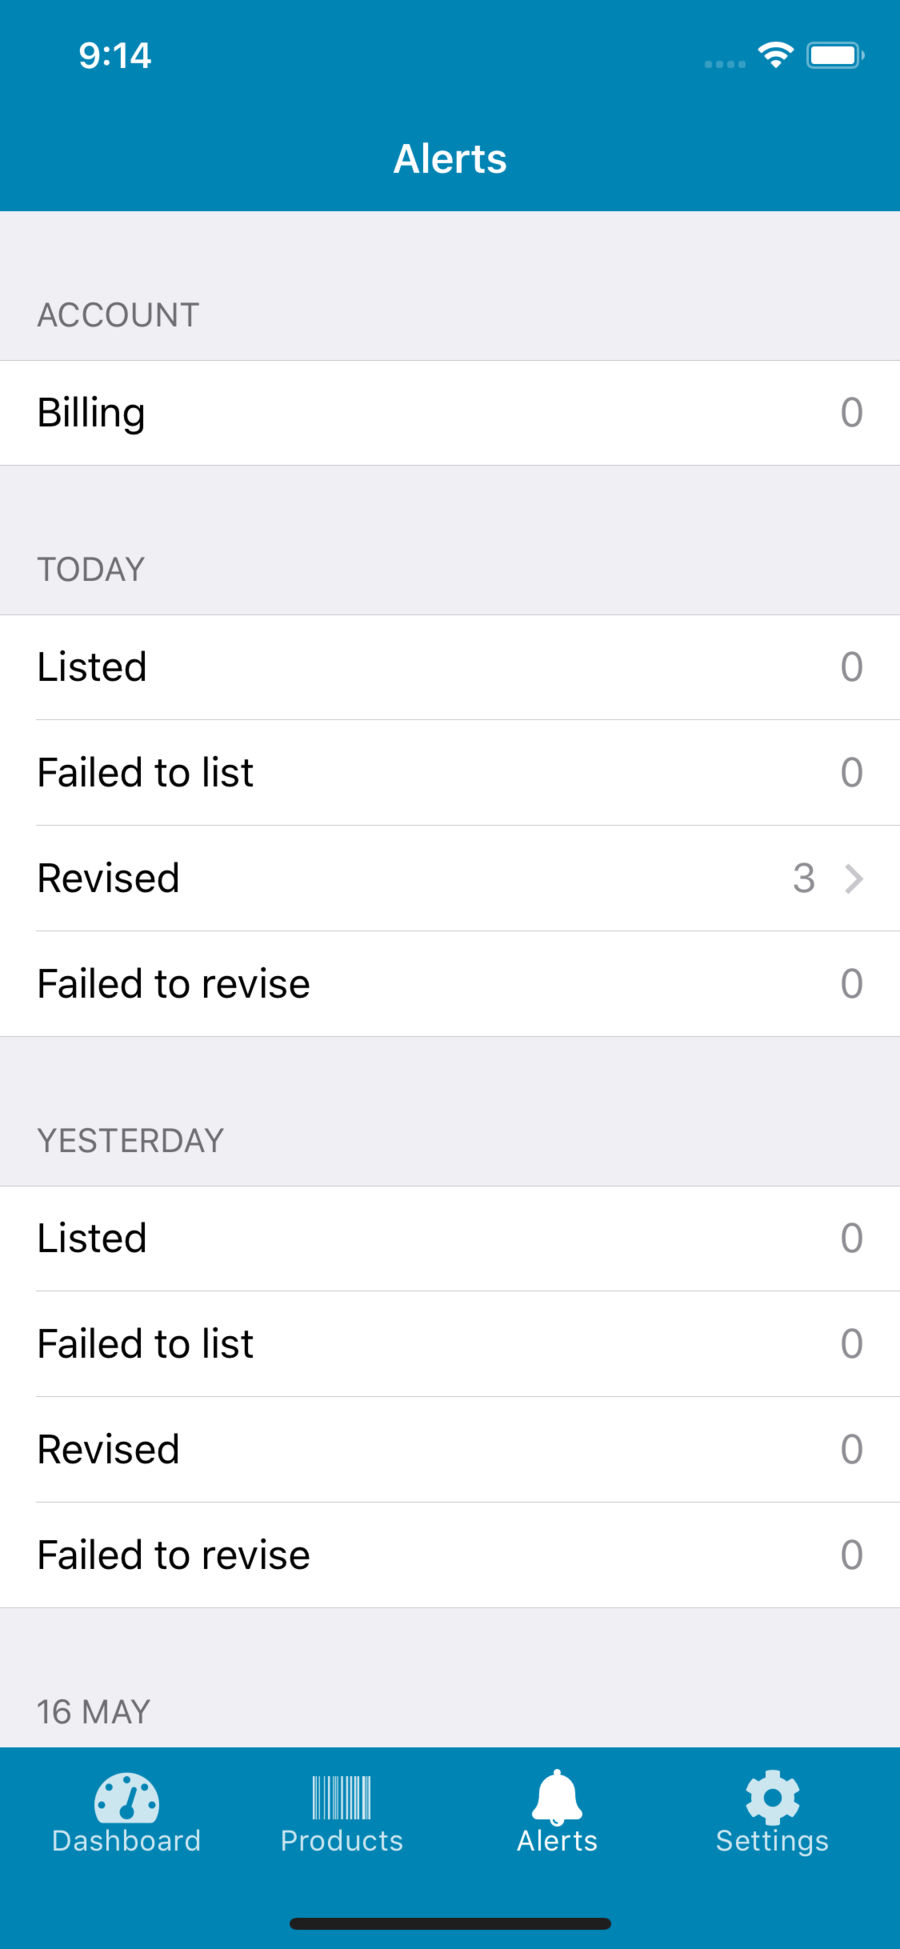 9:14
Alerts
ACCOUNT
Billing 0
TODAY
Listed 0
Failed to list 0
Revised 3
Failed to revise 0
YESTERDAY
Listed 0
Failed to list 0
Revised 0
Failed to revise 0
16 MAY
Dashboard Products Alerts Settings